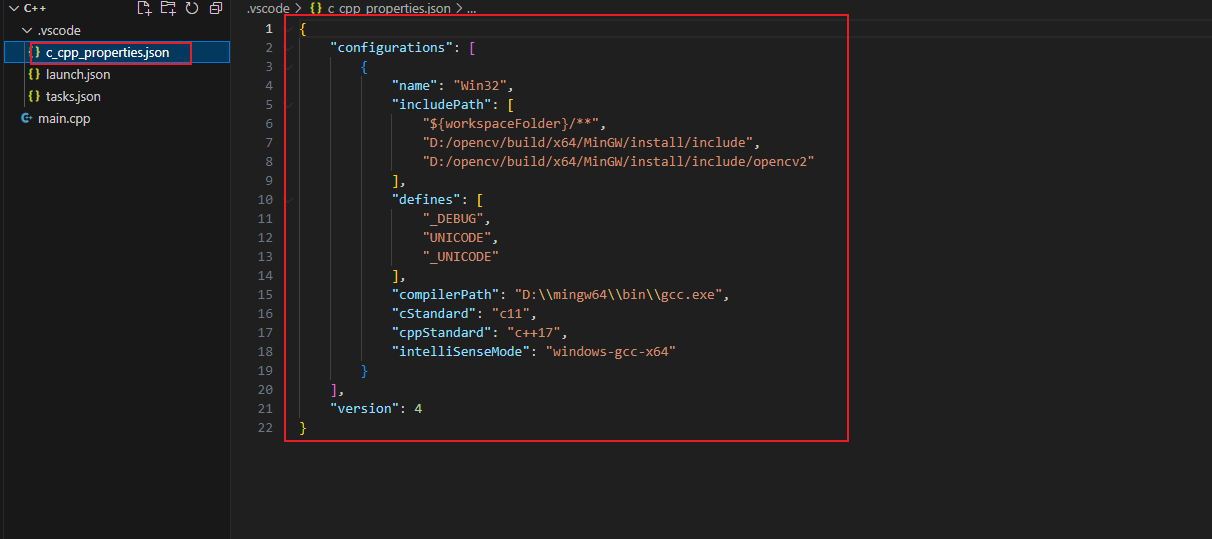 C++
.vscode
{} c_cpp_properties.json
{} launch.json
{} tasks.json
main.cpp
.vscode > {} c_cpp_properties.json > ...
1 {
2 "configurations": [
3 {
4 "name": "Win32",
5 "includePath": [
6 "${workspaceFolder}/**",
7 "D:/opencv/build/x64/MinGW/install/include",
8 "D:/opencv/build/x64/MinGW/install/include/opencv2"
9 ],
10 "defines": [
11 "_DEBUG",
12 "UNICODE",
13 "_UNICODE"
14 ],
15 "compilerPath": "D:\\mingw64\\bin\\gcc.exe",
16 "cStandard": "c11",
17 "cppStandard": "c++17",
18 "intelliSenseMode": "windows-gcc-x64"
19 }
20 ],
21 "version": 4
22 }